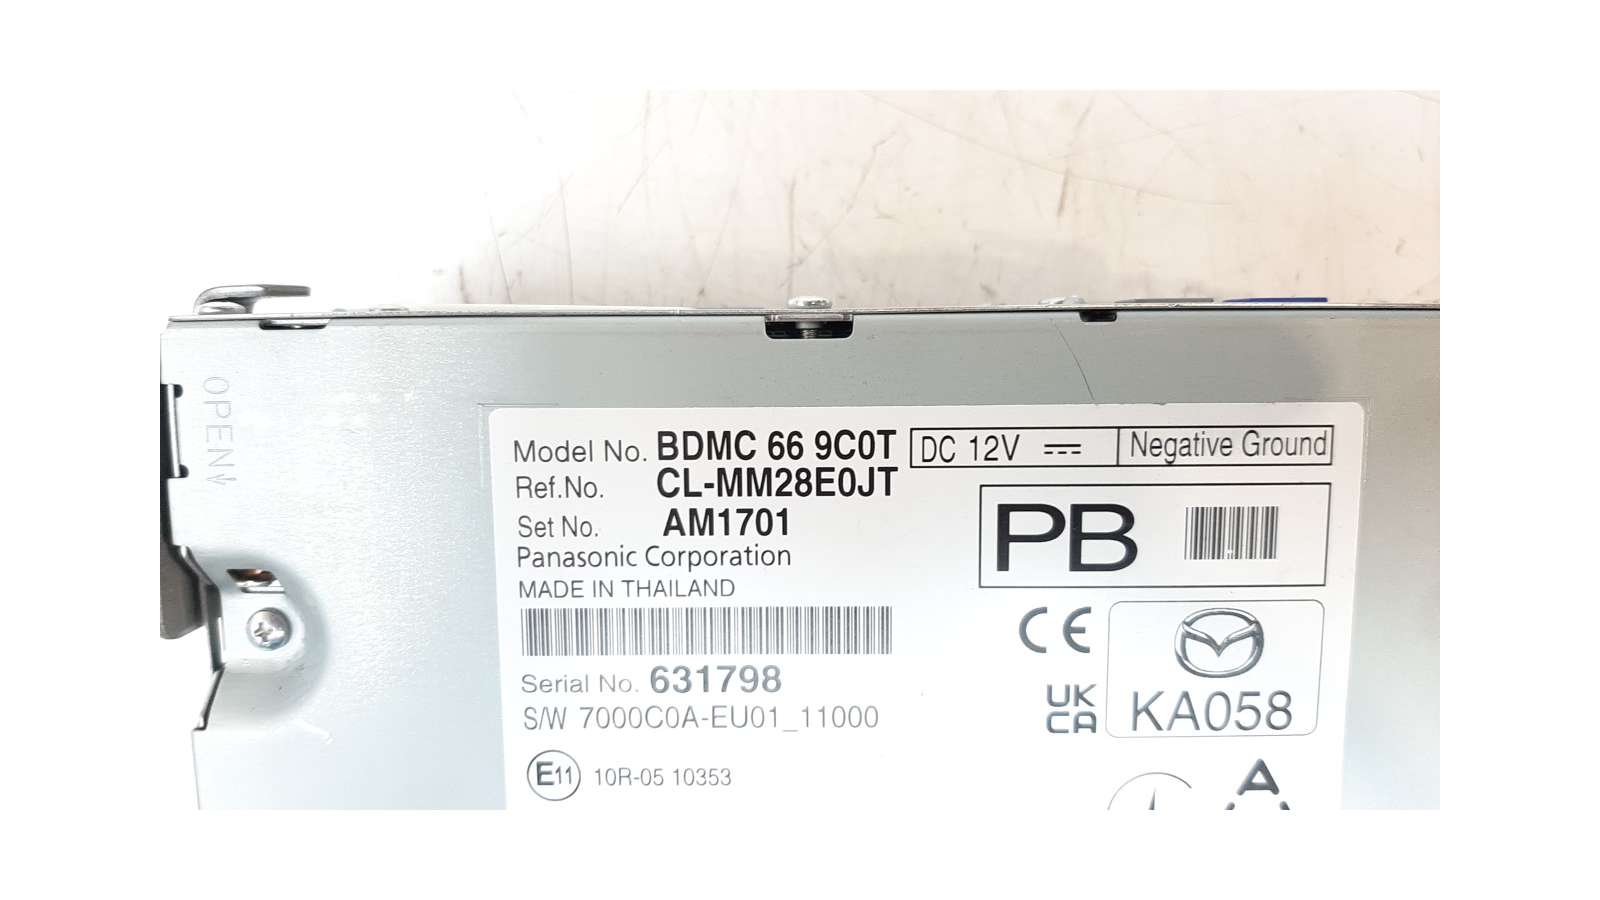 OPEN
Model No. BDMC 66 9C0T
DC 12V
Negative Ground
Ref.No. CL-MM28E0JT
Set No. AM1701
PB
Panasonic Corporation
MADE IN THAILAND
CE
Serial No. 631798
UK
CA
KA058
S/W 7000C0A-EU01_11000
E11 10R-05 10353